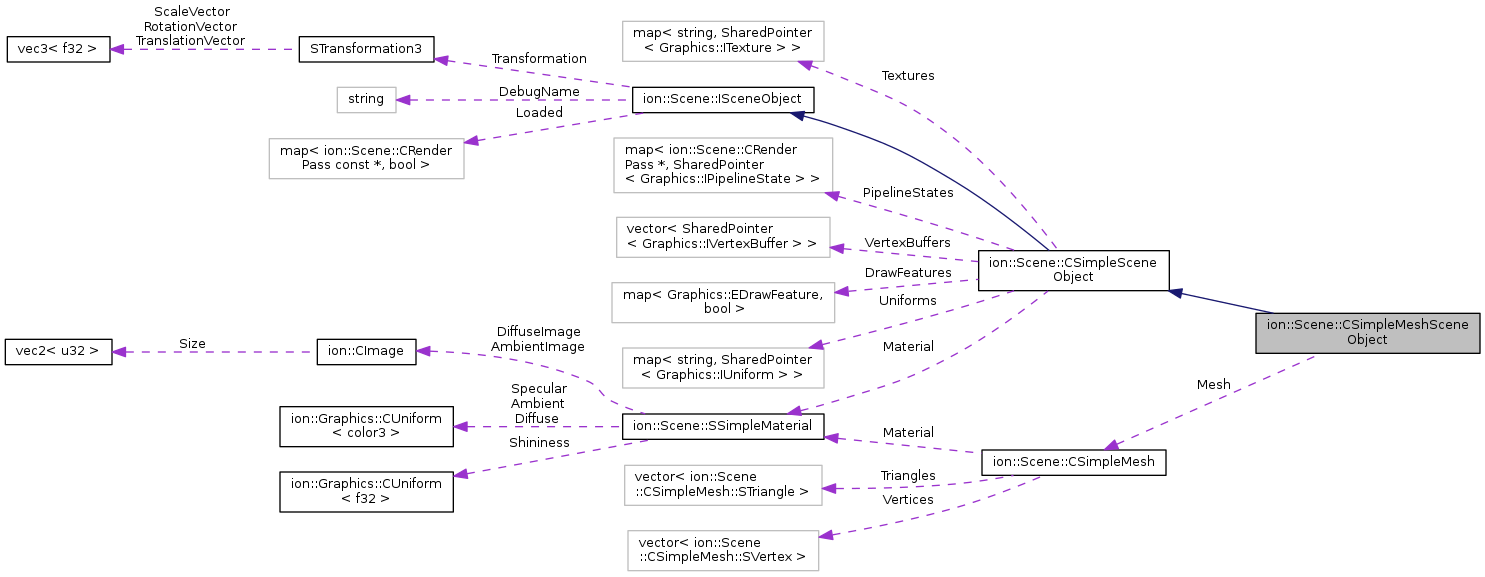 ScaleVector
RotationVector
TranslationVector
vec3< f32 >
STransformation3
map< string, SharedPointer
< Graphics::ITexture > >
Transformation
Textures
string
DebugName
ion::Scene::ISceneObject
Loaded
map< ion::Scene::CRender
Pass const *, bool >
map< ion::Scene::CRender
Pass *, SharedPointer
< Graphics::IPipelineState > >
PipelineStates
vector< SharedPointer
< Graphics::IVertexBuffer > >
VertexBuffers
ion::Scene::CSimpleScene
Object
DrawFeatures
map< Graphics::EDrawFeature,
bool >
Uniforms
ion::Scene::CSimpleMeshScene
Object
vec2< u32 >
Size
ion::CImage
DiffuseImage
AmbientImage
map< string, SharedPointer
< Graphics::IUniform > >
Material
Mesh
Specular
Ambient
Diffuse
ion::Graphics::CUniform
< color3 >
ion::Scene::SSimpleMaterial
Material
Shininess
ion::Graphics::CUniform
< f32 >
ion::Scene::CSimpleMesh
vector< ion::Scene
::CSimpleMesh::STriangle >
Triangles
Vertices
vector< ion::Scene
::CSimpleMesh::SVertex >